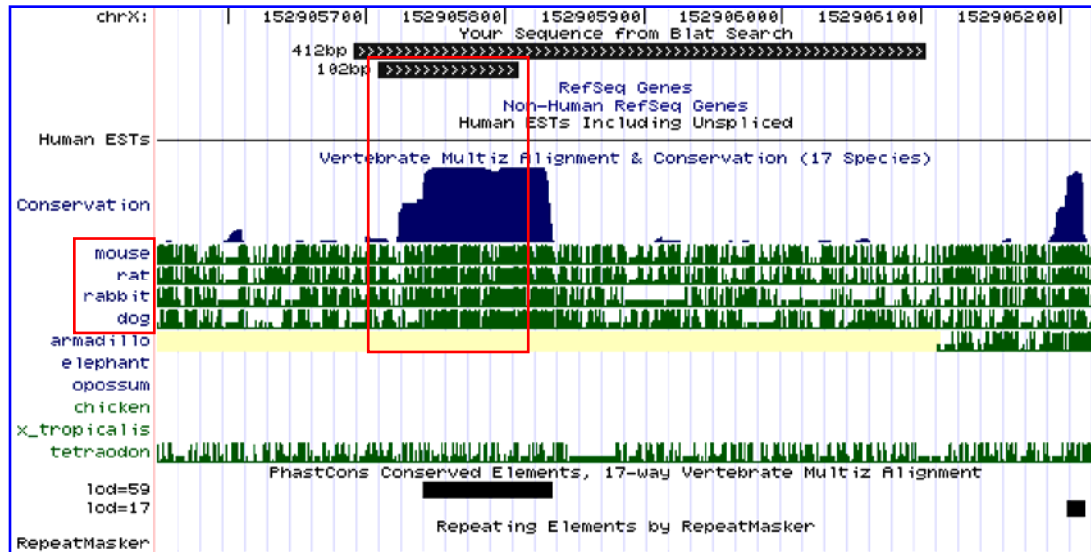 chrX: 152905700 152905800 152905900 152906000 152906100 152906200
Your Sequence from Blat Search
412bp
102bp
RefSeq Genes
Non-Human RefSeq Genes
Human ESTs Including Unspliced
Human ESTs
Vertebrate Multiz Alignment & Conservation (17 Species)
Conservation
mouse
rat
rabbit
dog
armadillo
elephant
opossum
chicken
x_tropicalis
tetraodon
PhastCons Conserved Elements, 17-way Vertebrate Multiz Alignment
lod=59
lod=17
Repeating Elements by RepeatMasker
RepeatMasker